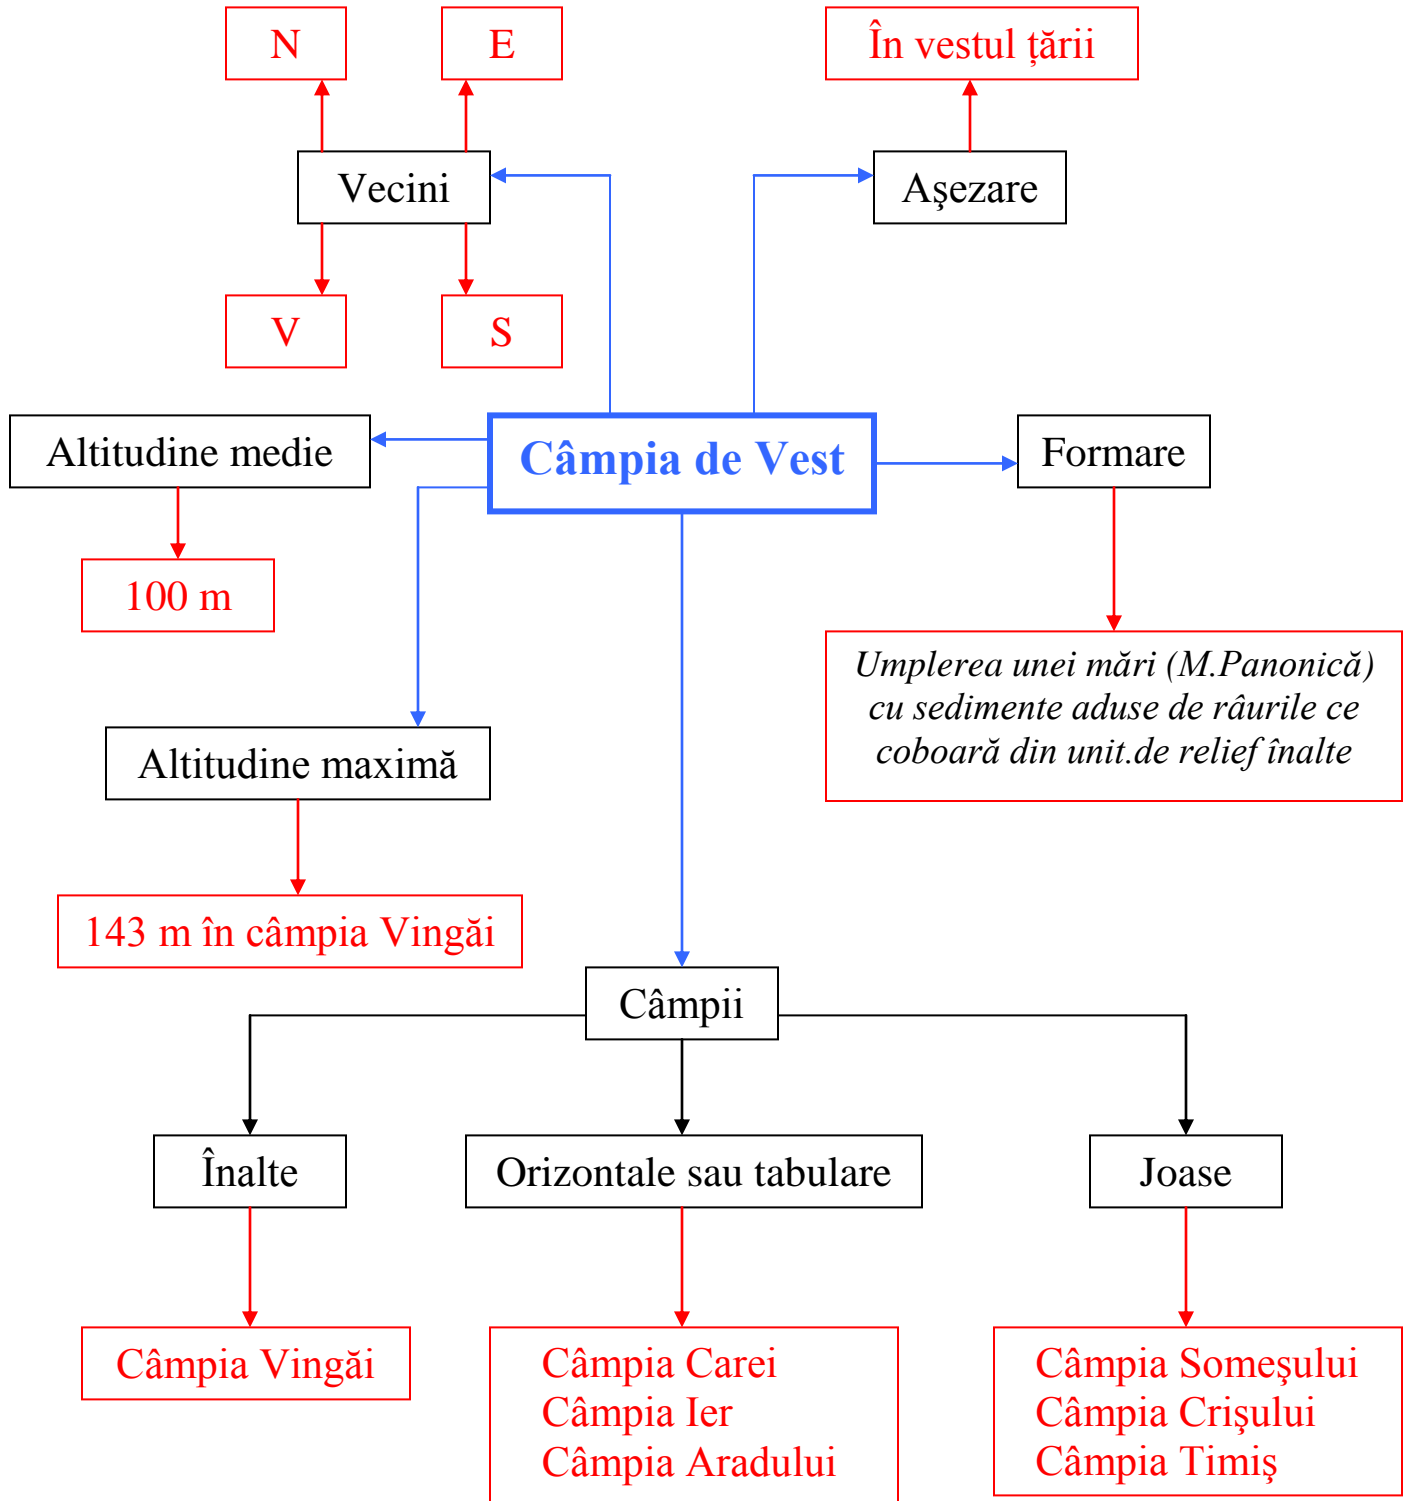 N
E
În vestul țării
Vecini
Aşezare
V
S
Altitudine medie
Câmpia de Vest
Formare
100 m
Umplerea unei mări (M.Panonică)
cu sedimente aduse de râurile ce
coboară din unit.de relief înalte
Altitudine maximă
143 m în câmpia Vingăi
Câmpii
Înalte
Orizontale sau tabulare
Joase
Câmpia Vingăi
Câmpia Carei
Câmpia Ier
Câmpia Aradului
Câmpia Someşului
Câmpia Crişului
Câmpia Timiş